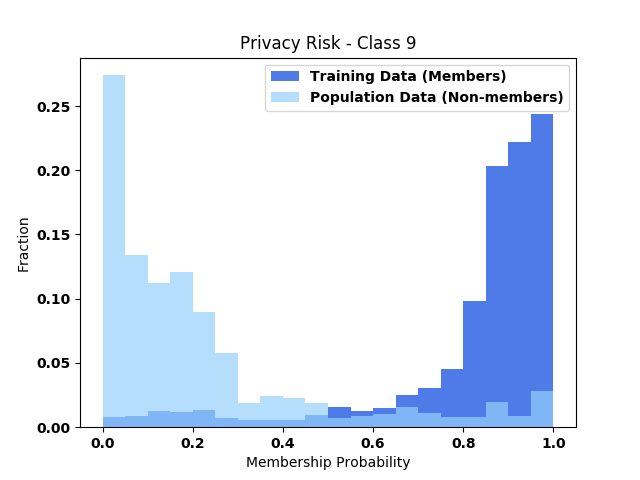 Privacy Risk - Class 9
Training Data (Members)
Population Data (Non-members)
Fraction
0.25
0.20
0.15
0.10
0.05
0.00
0.0 0.2 0.4 0.6 0.8 1.0
Membership Probability